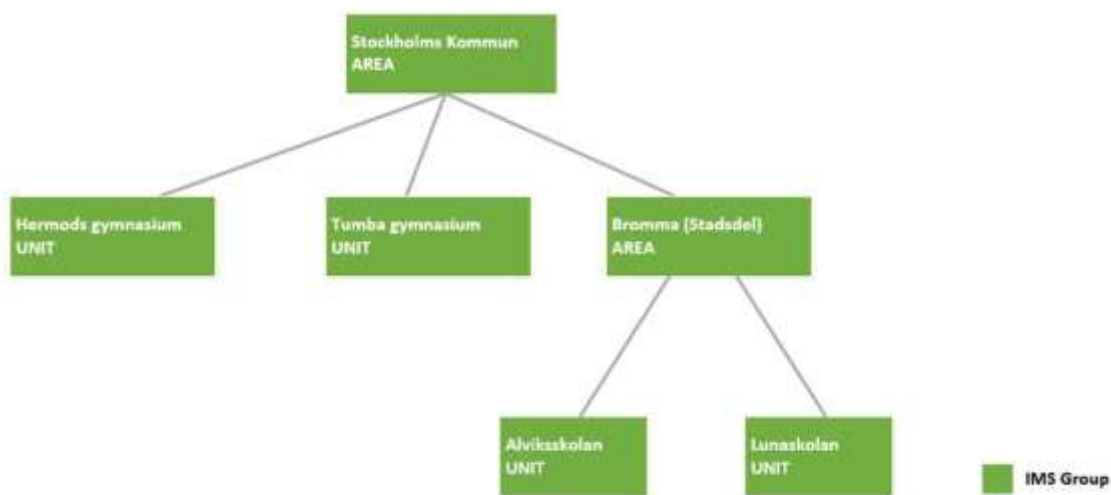 Stockholms Kommun
AREA
Hermods gymnasium
UNIT
Tumba gymnasium
UNIT
Bromma (Stadsdel)
AREA
Alviksskolan
UNIT
Lunaskolan
UNIT
IMS Group